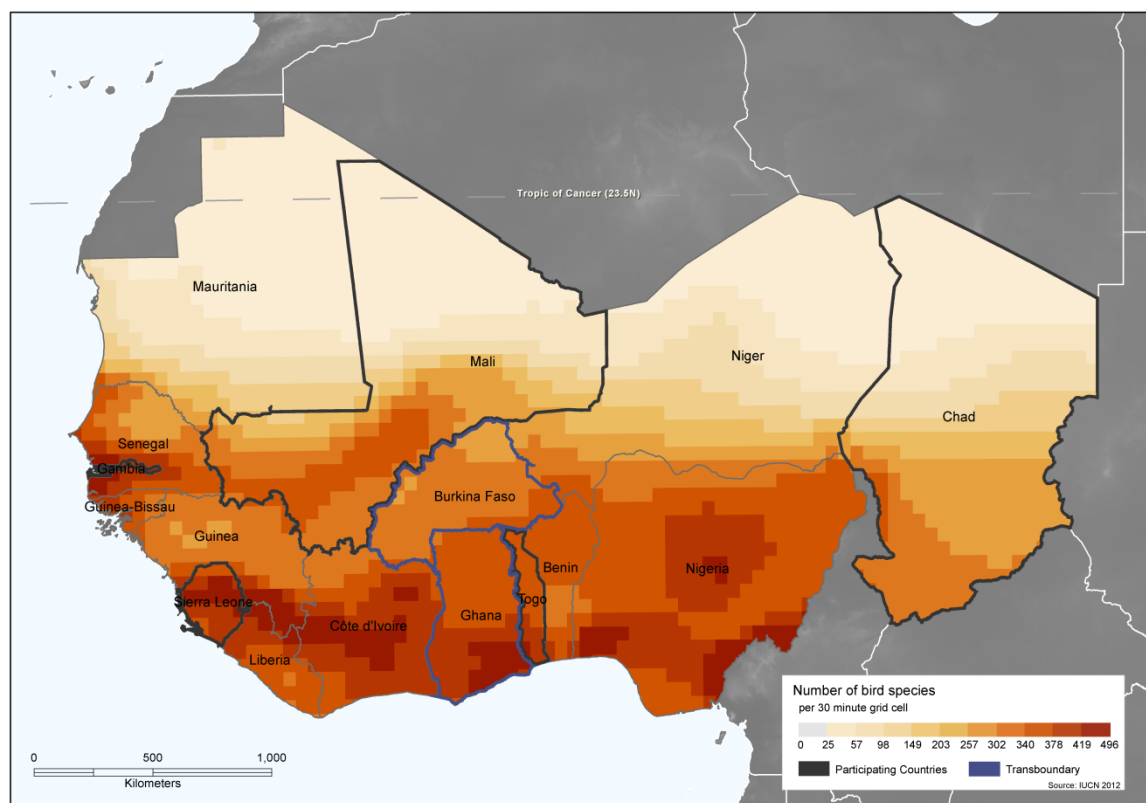 Tropic of Cancer (23.5N)
Mauritania
Mali
Niger
Chad
Senegal
Gambia
Burkina Faso
Guinea-Bissau
Guinea
Benin
Nigeria
Sierra Leone
Togo
Ghana
Côte d'Ivoire
Liberia
Number of bird species
per 30 minute grid cell
0 25 57 98 149 203 257 302 340 378 419 496
Participating Countries Transboundary
Source: IUCN 2012
0 500 1,000
Kilometers